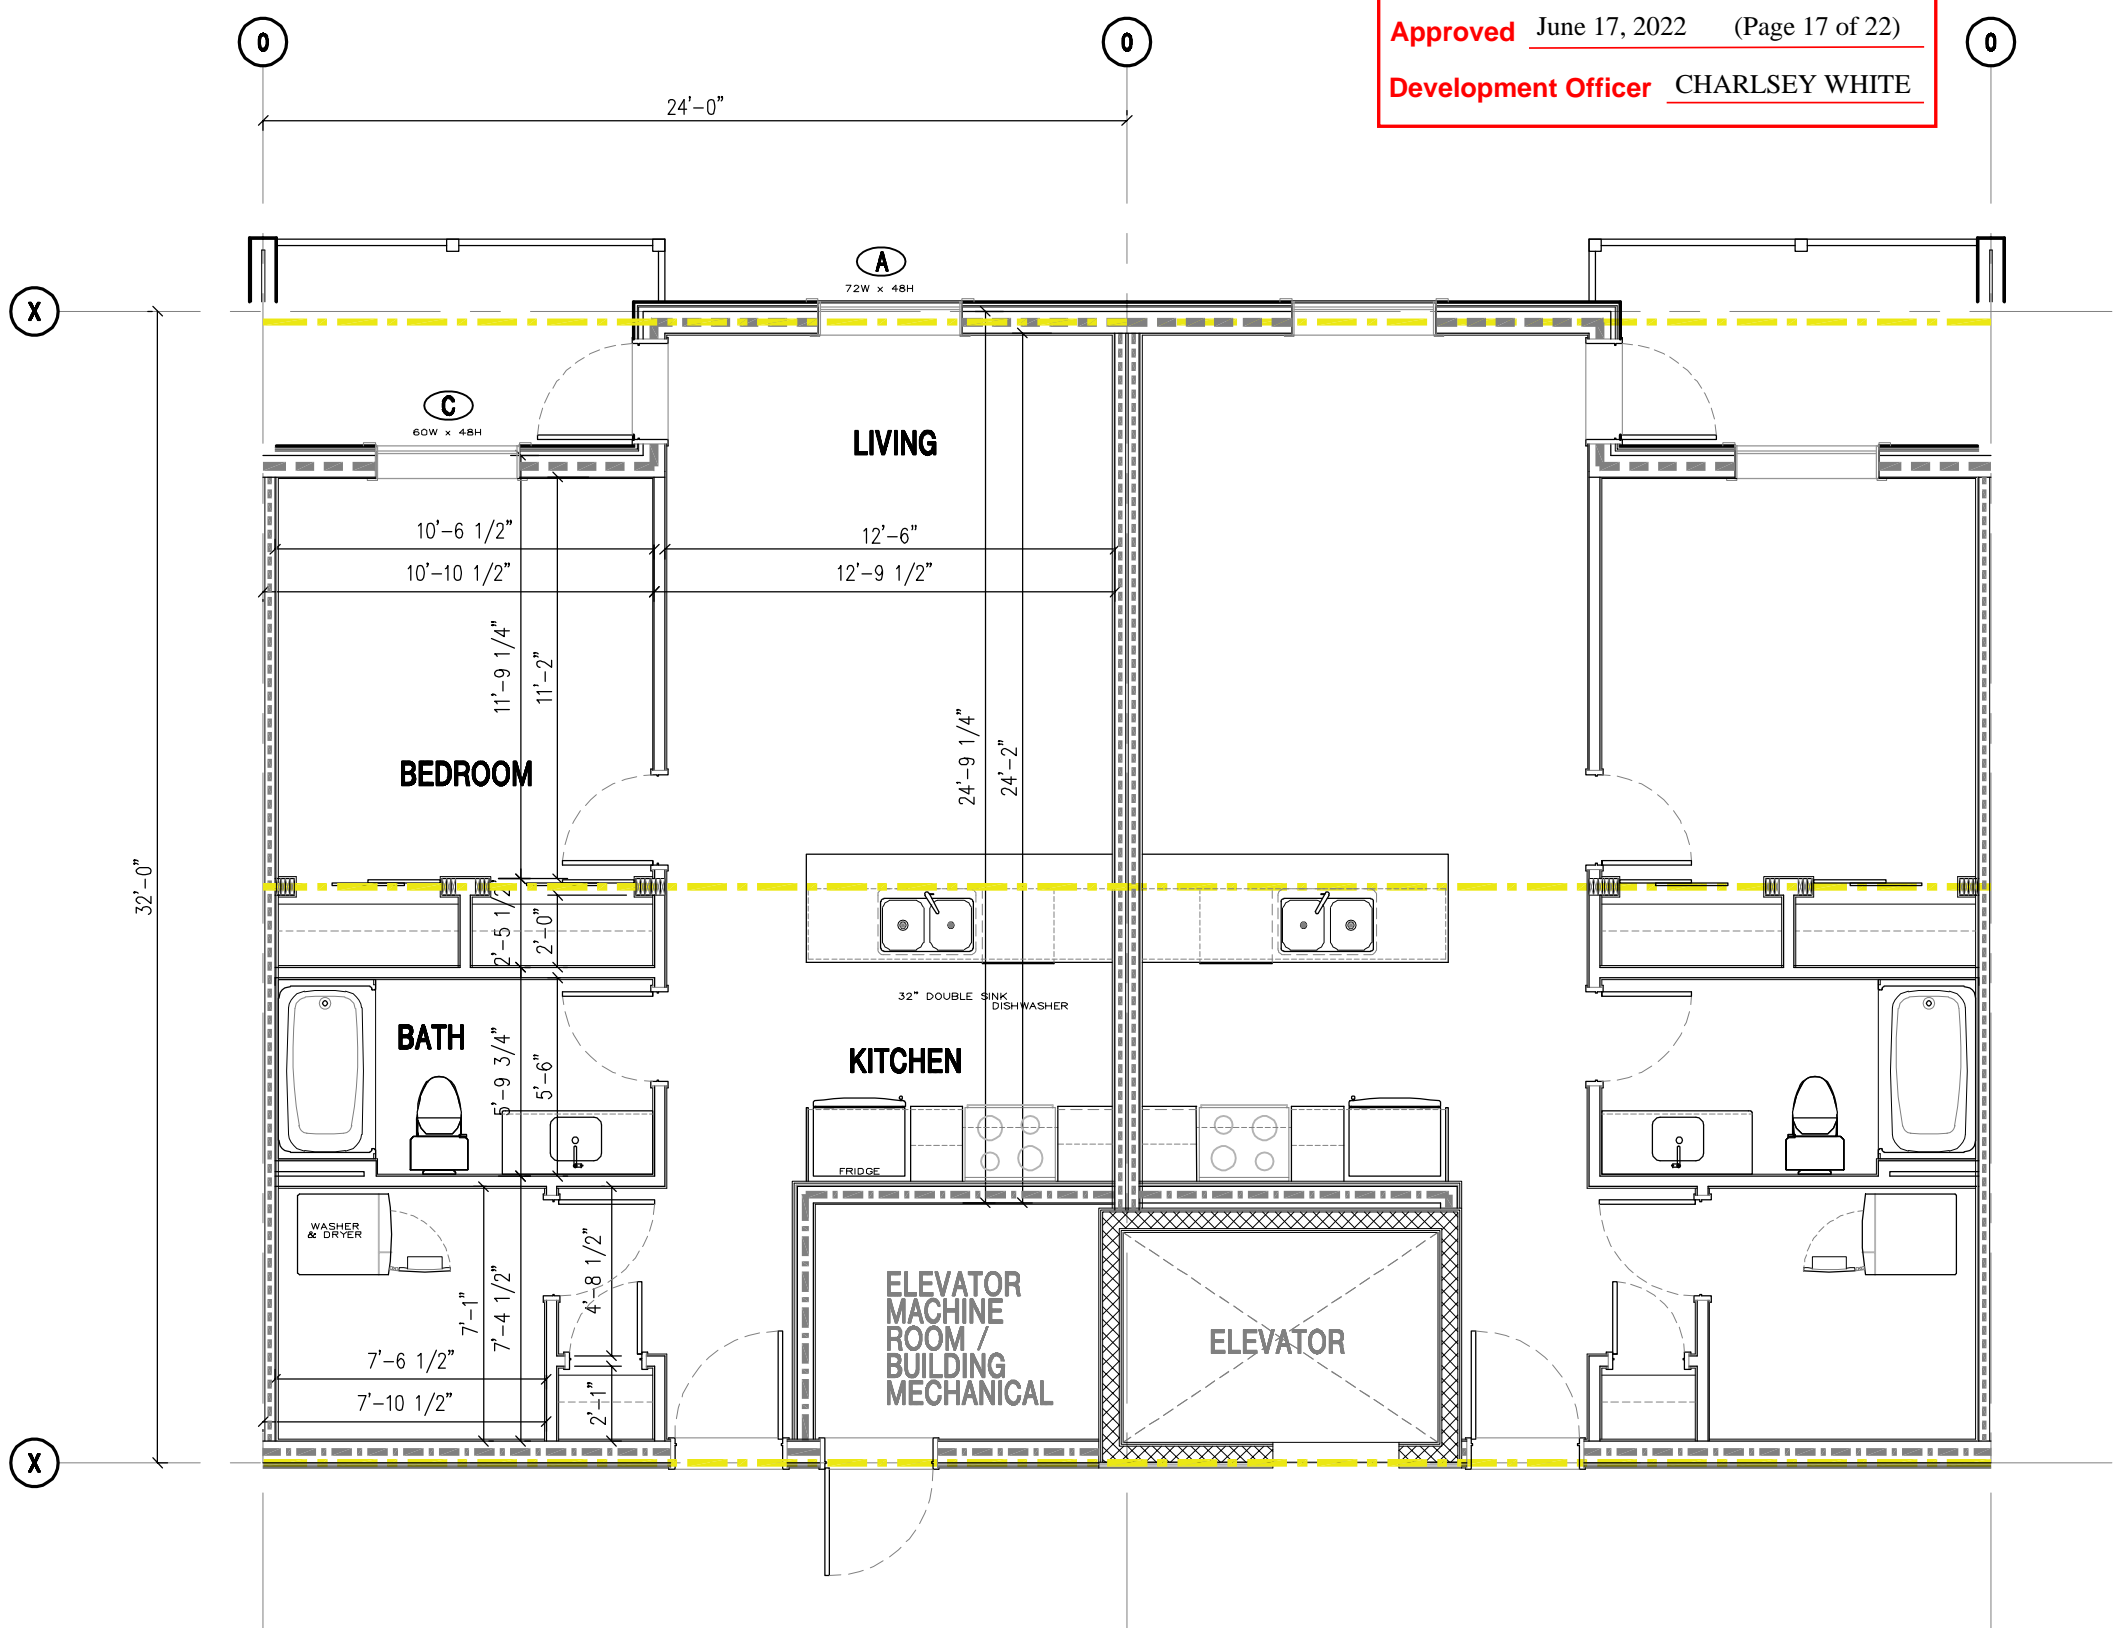 Approved June 17, 2022 (Page 17 of 22)
Development Officer CHARLSEY WHITE
0
0
0
24'-0"
A
72W x 48H
X
C
60W x 48H
LIVING
10'-6 1/2"
12'-6"
10'-10 1/2"
12'-9 1/2"
11'-9 1/4"
11'-2"
24'-9 1/4"
24'-2"
BEDROOM
32'-0"
2'-5 1/2"
2'-0"
32" DOUBLE SINK
DISHWASHER
BATH
5'-9 3/4"
5'-6"
KITCHEN
FRIDGE
WASHER
& DRYER
4'-8 1/2"
7'-1"
7'-4 1/2"
ELEVATOR
MACHINE
ROOM /
BUILDING
MECHANICAL
ELEVATOR
7'-6 1/2"
7'-10 1/2"
2'-1"
X